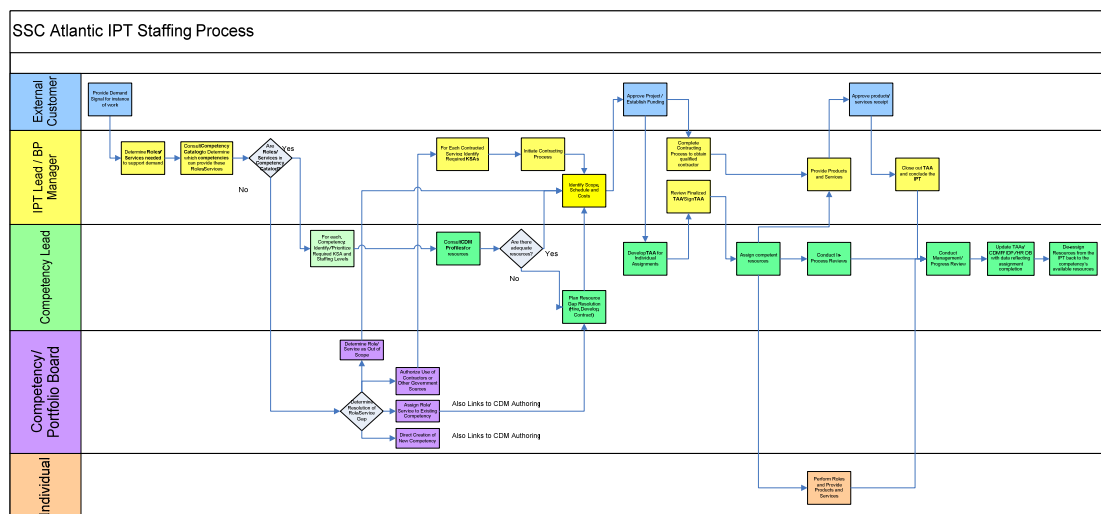 SSC Atlantic IPT Staffing Process
External
Customer
Provide Demand
Signal for instance
of work
Approve Project /
Establish Funding
Approve products/
services receipt
IPT Lead / BP
Manager
Determine Roles/
Services needed
to support demand
Consult Competency
Catalog: Determine
which competencies
can provide these
Roles/Services
Are
Roles/
Services in
Competency
Catalog?
Yes
No
For Each Contracted
Service Identify
Required KSA's
Initiate Contracting
Process
Identify Scope,
Schedule and
Costs
Complete
Contracting
Process to obtain
qualified
contractor
Review Finalized
TAA/Sign TAA
Provide Products
and Services
Close out TAA
and conclude the
IPT
Competency Lead
For each,
Competency,
Identify/Prioritize
Required KSA and
Staffing Levels
Consult CDM
Profiles for
resources
Are there
adequate
resources?
Yes
No
Plan Resource
Gap Resolution
(Hire, Develop,
Contract)
Develop TAA for
Individual
Assignments
Assign competent
resources
Conduct In-
Process Reviews
Conduct
Management/
Progress Review
Update TAAs/
CDMP/IDP/HR DB
with data reflecting
assignment
completion
De-assign
Resources from the
IPT back to the
competency's
available resources
Competency/
Portfolio Board
Determine Role/
Service as Out of
Scope
Authorize Use of
Contractors or
Other Government
Sources
Determine
Resolution of
Role/Service
Gap
Assign Role/
Service to Existing
Competency
Also Links to CDM Authoring
Direct Creation of
New Competency
Also Links to CDM Authoring
Individual
Perform Roles
and Provide
Products and
Services